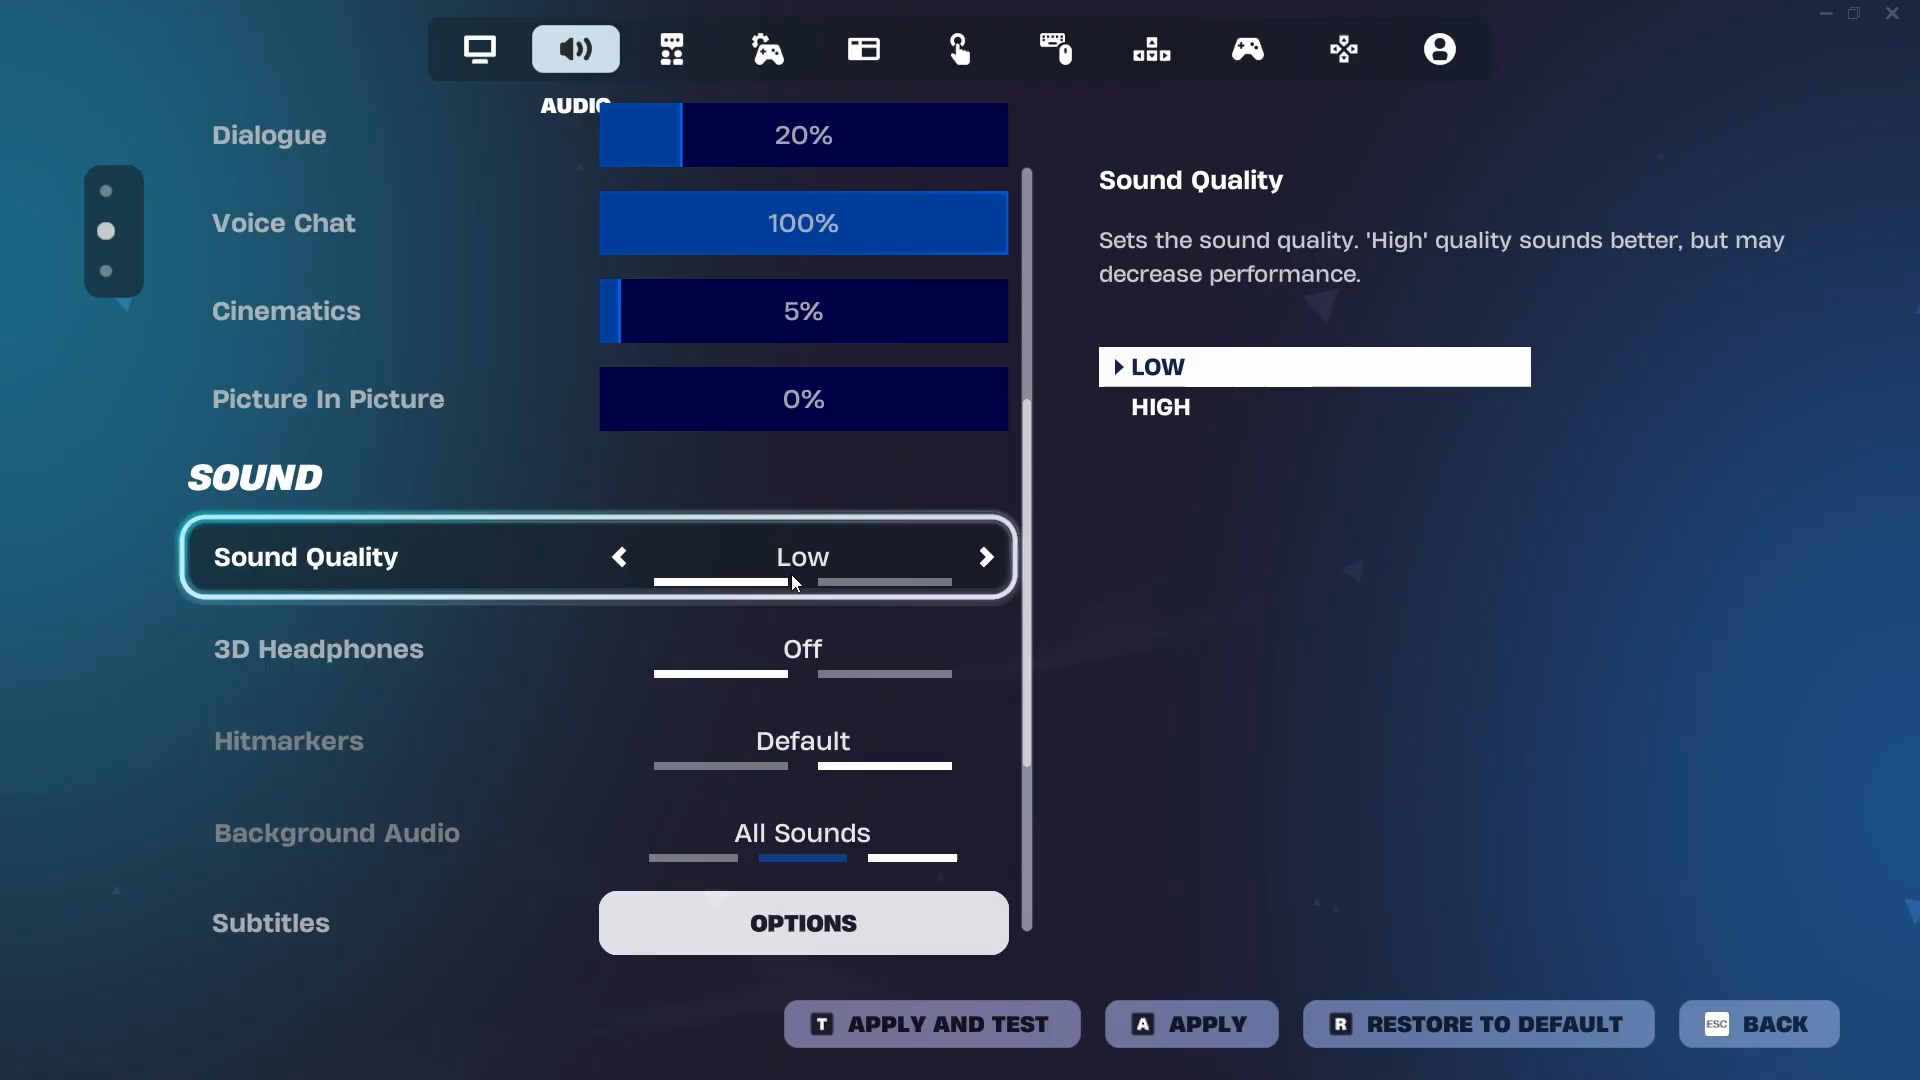 AUDIO
Dialogue
20%
Voice Chat
100%
Cinematics
5%
Picture In Picture
0%
SOUND
Sound Quality
Low
3D Headphones
Off
Hitmarkers
Default
Background Audio
All Sounds
Subtitles
OPTIONS
Sound Quality
Sets the sound quality. 'High' quality sounds better, but may
decrease performance.
LOW
HIGH
T APPLY AND TEST
A APPLY
R RESTORE TO DEFAULT
ESC BACK